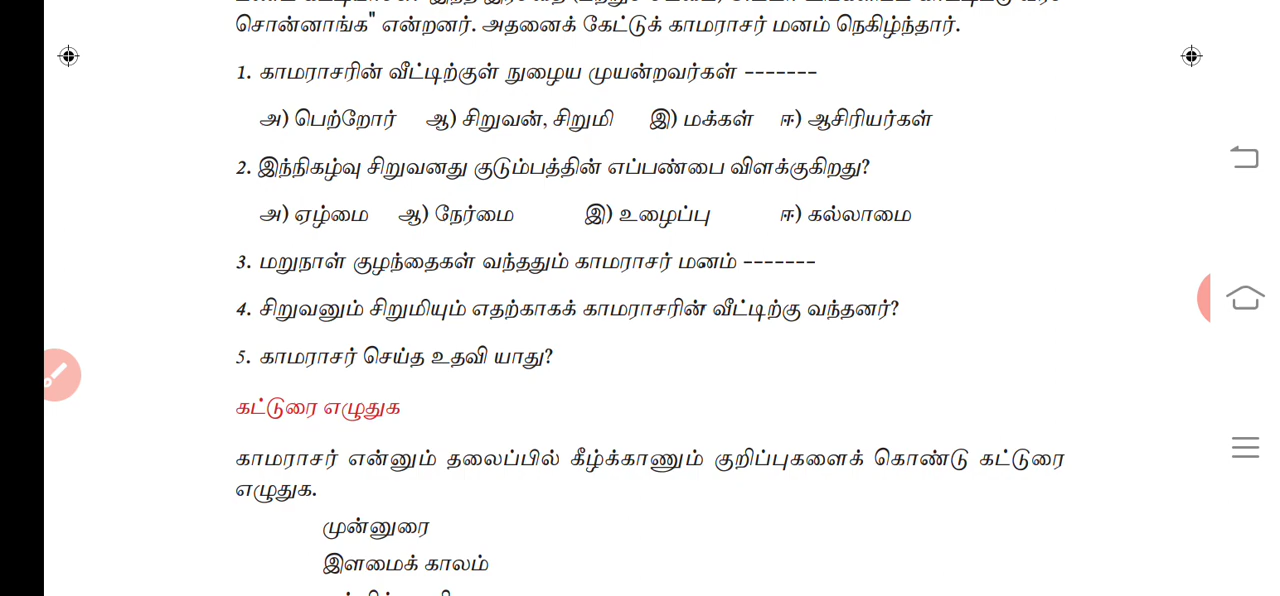 சொன்னாங்க" என்றனர். அதனைக் கேட்டுக் காமராசர் மனம் நெகிழ்ந்தார்.
1. காமராசரின் வீட்டிற்குள் நுழைய முயன்றவர்கள் -------
அ) பெற்றோர் ஆ) சிறுவன், சிறுமி இ) மக்கள் ஈ) ஆசிரியர்கள்
2. இந்நிகழ்வு சிறுவனது குடும்பத்தின் எப்பண்பை விளக்குகிறது?
அ) ஏழ்மை ஆ) நேர்மை இ) உழைப்பு ஈ) கல்லாமை
3. மறுநாள் குழந்தைகள் வந்ததும் காமராசர் மனம் -------
4. சிறுவனும் சிறுமியும் எதற்காகக் காமராசரின் வீட்டிற்கு வந்தனர்?
5. காமராசர் செய்த உதவி யாது?
கட்டுரை எழுதுக
காமராசர் என்னும் தலைப்பில் கீழ்க்காணும் குறிப்புகளைக் கொண்டு கட்டுரை
எழுதுக.
முன்னுரை
இளமைக் காலம்